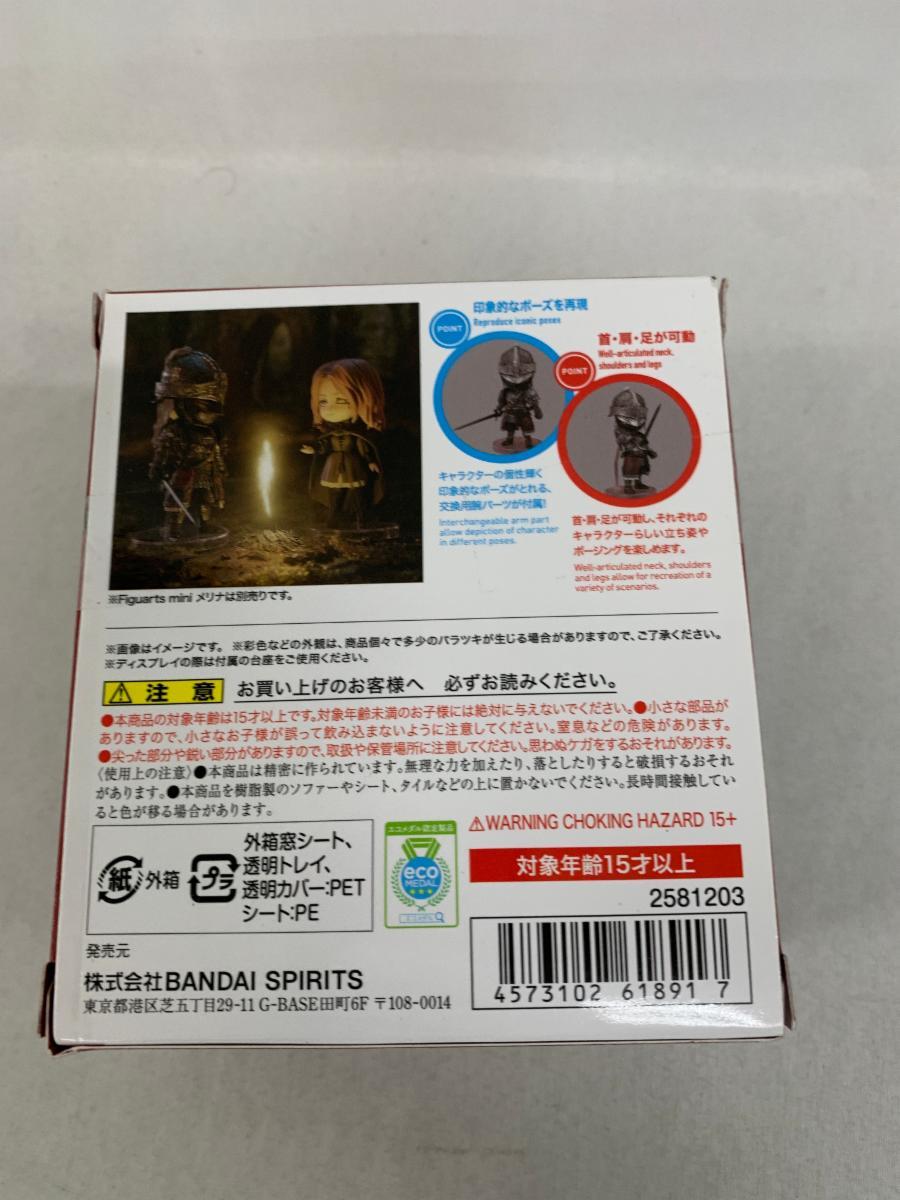 印象的なポーズを再現
POINT
Reproduce iconic poses
首・肩・足が可動
Well-articulated neck,
shoulders and legs
POINT
キャラクターの個性輝く
印象的なポーズがとれる、
交換用腕パーツが付属!
Interchangeable arm part
allow depiction of character
in different poses.
首・肩・足が可動し、それぞれの
キャラクターらしい立ち姿や
ポージングを楽しめます。
Well-articulated neck, shoulders
and legs allow for recreation of a
variety of scenarios.
※Figuarts mini メリナは別売りです。
※画像はイメージです。 ※彩色などの外観は、商品個々で多少のバラツキが生じる場合がありますので、ご了承ください。
※ディスプレイの際は付属の台座をご使用ください。
注意 お買い上げのお客様へ 必ずお読みください。
●本商品の対象年齢は15才以上です。対象年齢未満のお子様には絶対に与えないでください。●小さな部品が
ありますので、小さなお子様が誤って飲み込まないように注意してください。窒息などの危険があります。
●尖った部分や鋭い部分がありますので、取扱や保管場所に注意してください。思わぬケガをするおそれがあります。
〈使用上の注意〉●本商品は精密に作られています。無理な力を加えたり、落としたりすると破損するおそれ
があります。●本商品を樹脂製のソファーやシート、タイルなどの上に置かないでください。長時間接触してい
ると色が移る場合があります。
紙 外箱
プラ
外箱窓シート、
透明トレイ、
透明カバー:PET
シート:PE
エコメダル認定製品
eco
MEDAL
⚠WARNING CHOKING HAZARD 15+
対象年齢15才以上
2581203
4573102 61891 7
発売元
株式会社BANDAI SPIRITS
東京都港区芝五丁目29-11 G-BASE田町6F 〒108-0014